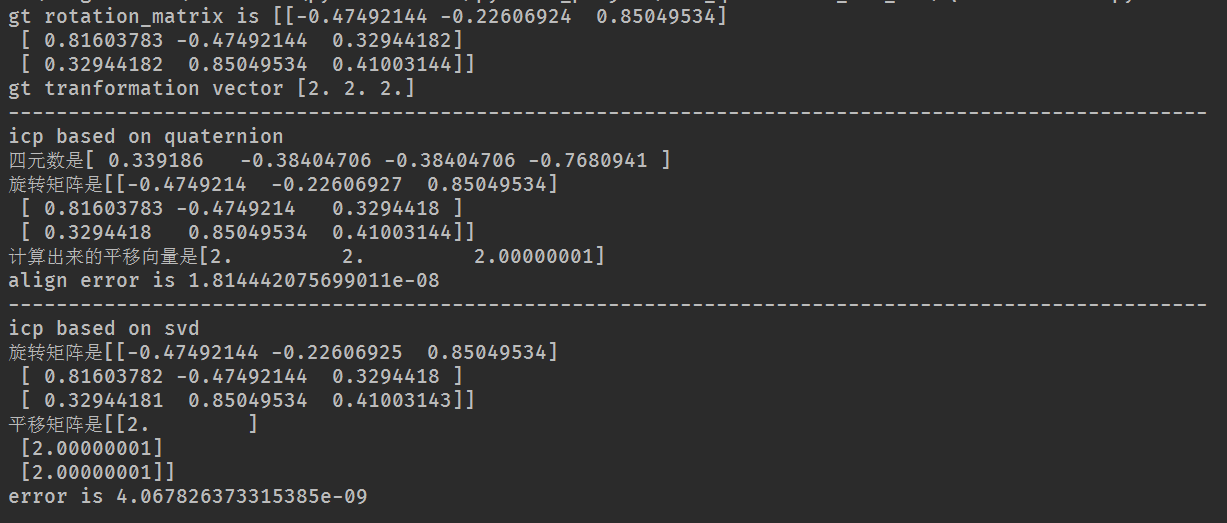 gt rotation_matrix is [[-0.47492144 -0.22606924  0.85049534]
 [ 0.81603783 -0.47492144  0.32944182]
 [ 0.32944182  0.85049534  0.41003144]]
gt tranformation vector [2. 2. 2.]
----------------------------------------------------------------------------------------------------
icp based on quaternion
四元数是[ 0.339186   -0.38404706 -0.38404706 -0.7680941 ]
旋转矩阵是[[-0.4749214  -0.22606927  0.85049534]
 [ 0.81603783 -0.4749214   0.3294418 ]
 [ 0.3294418   0.85049534  0.41003144]]
计算出来的平移向量是[2.         2.         2.00000001]
align error is 1.814442075699011e-08
----------------------------------------------------------------------------------------------------
icp based on svd
旋转矩阵是[[-0.47492144 -0.22606925  0.85049534]
 [ 0.81603782 -0.47492144  0.3294418 ]
 [ 0.32944181  0.85049534  0.41003143]]
平移矩阵是[[2.        ]
 [2.00000001]
 [2.00000001]]
error is 4.067826373315385e-09